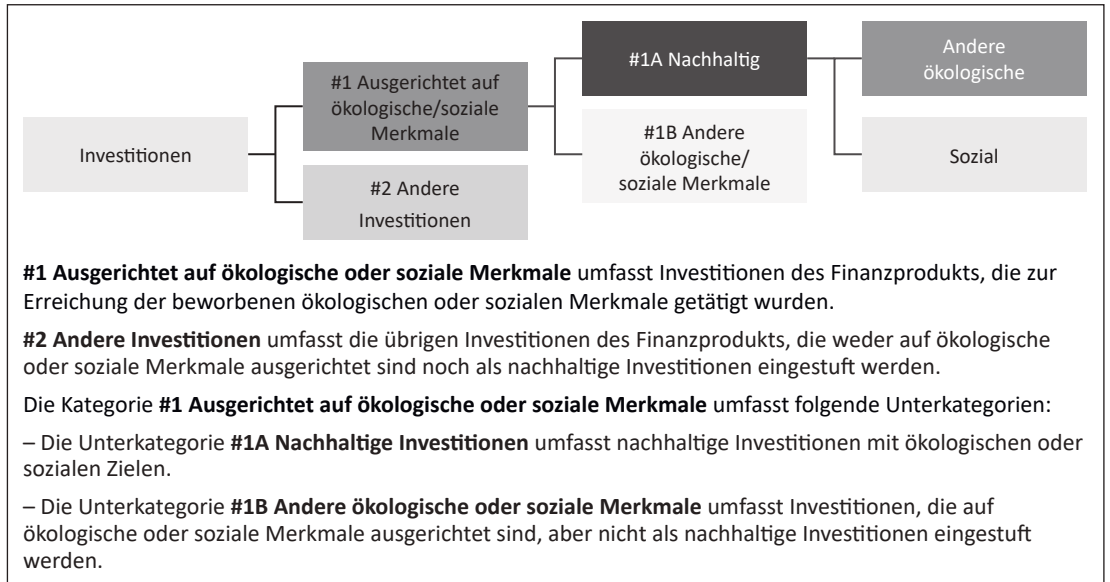 Investitionen
#1 Ausgerichtet auf
ökologische/soziale
Merkmale
#2 Andere
Investitionen
#1A Nachhaltig
#1B Andere
ökologische/
soziale Merkmale
Andere
ökologische
Sozial
#1 Ausgerichtet auf ökologische oder soziale Merkmale umfasst Investitionen des Finanzprodukts, die zur
Erreichung der beworbenen ökologischen oder sozialen Merkmale getätigt wurden.
#2 Andere Investitionen umfasst die übrigen Investitionen des Finanzprodukts, die weder auf ökologische
oder soziale Merkmale ausgerichtet sind noch als nachhaltige Investitionen eingestuft werden.
Die Kategorie #1 Ausgerichtet auf ökologische oder soziale Merkmale umfasst folgende Unterkategorien:
– Die Unterkategorie #1A Nachhaltige Investitionen umfasst nachhaltige Investitionen mit ökologischen oder
sozialen Zielen.
– Die Unterkategorie #1B Andere ökologische oder soziale Merkmale umfasst Investitionen, die auf
ökologische oder soziale Merkmale ausgerichtet sind, aber nicht als nachhaltige Investitionen eingestuft
werden.